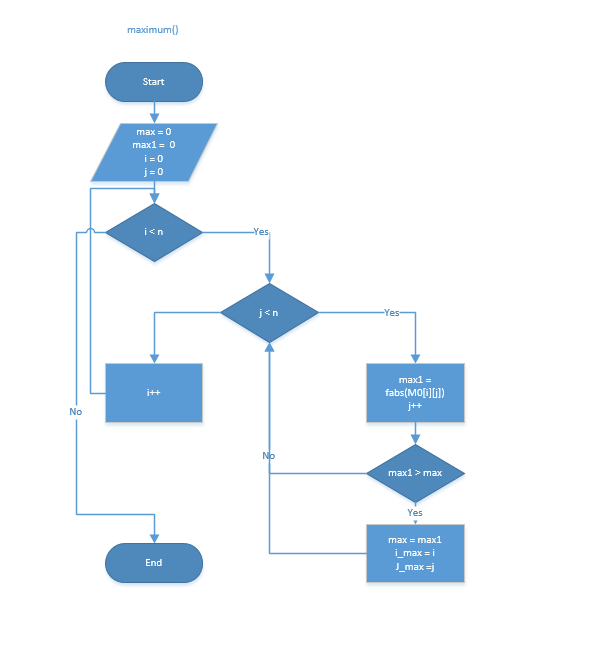 maximum()
Start
max = 0
max1 = 0
i = 0
j = 0
i < n
Yes
j < n
Yes
i++
max1 =
fabs(M0[i][j])
j++
No
No
max1 > max
Yes
max = max1
i_max = i
J_max =j
End